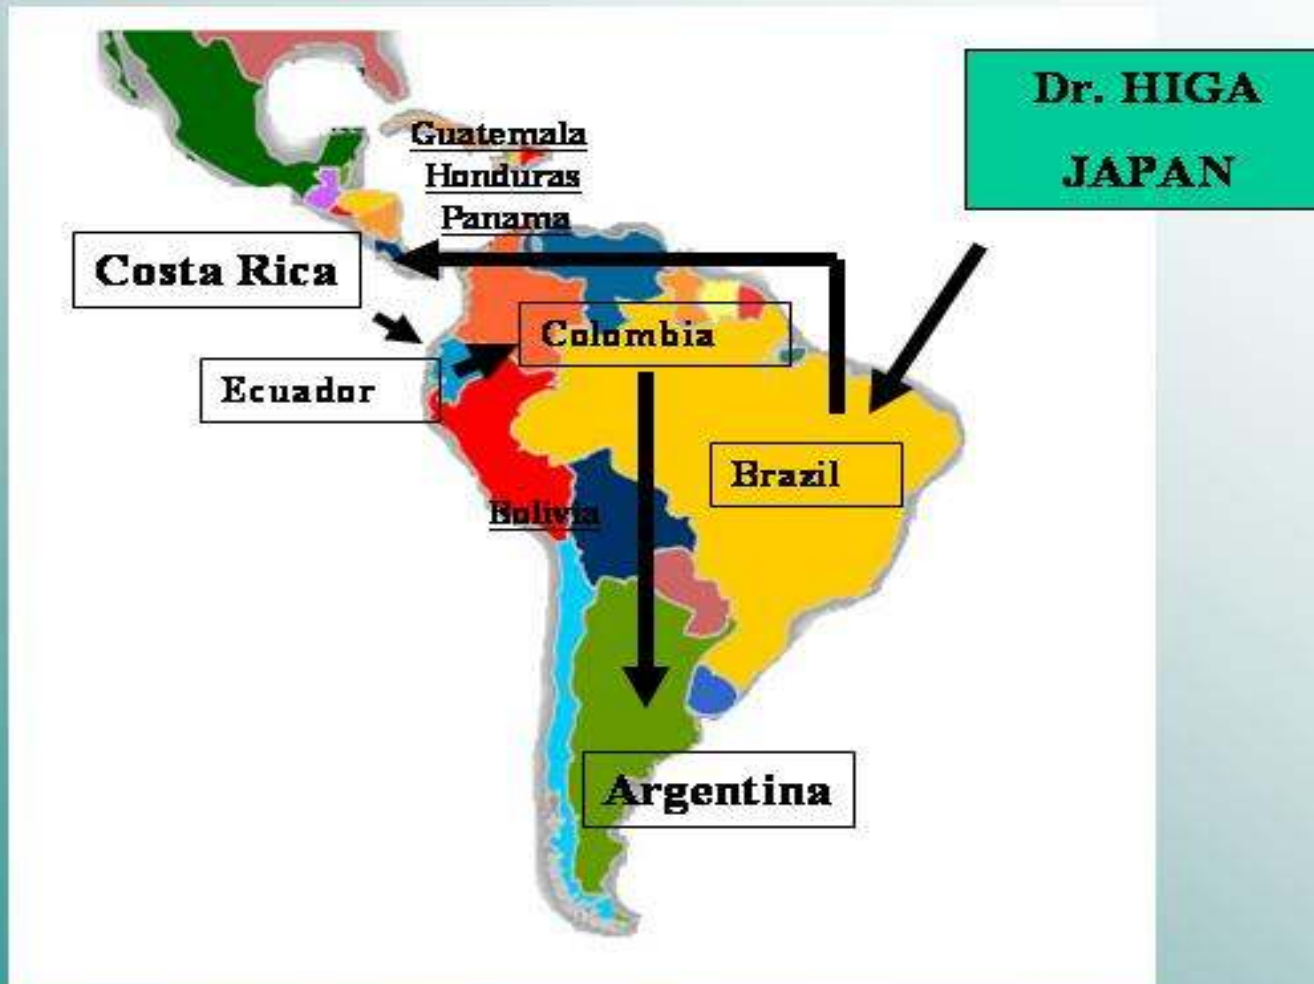 Dr. HIGA
JAPAN
Guatemala
Honduras
Panama
Costa Rica
Colombia
Ecuador
Brazil
Bolivia
Argentina